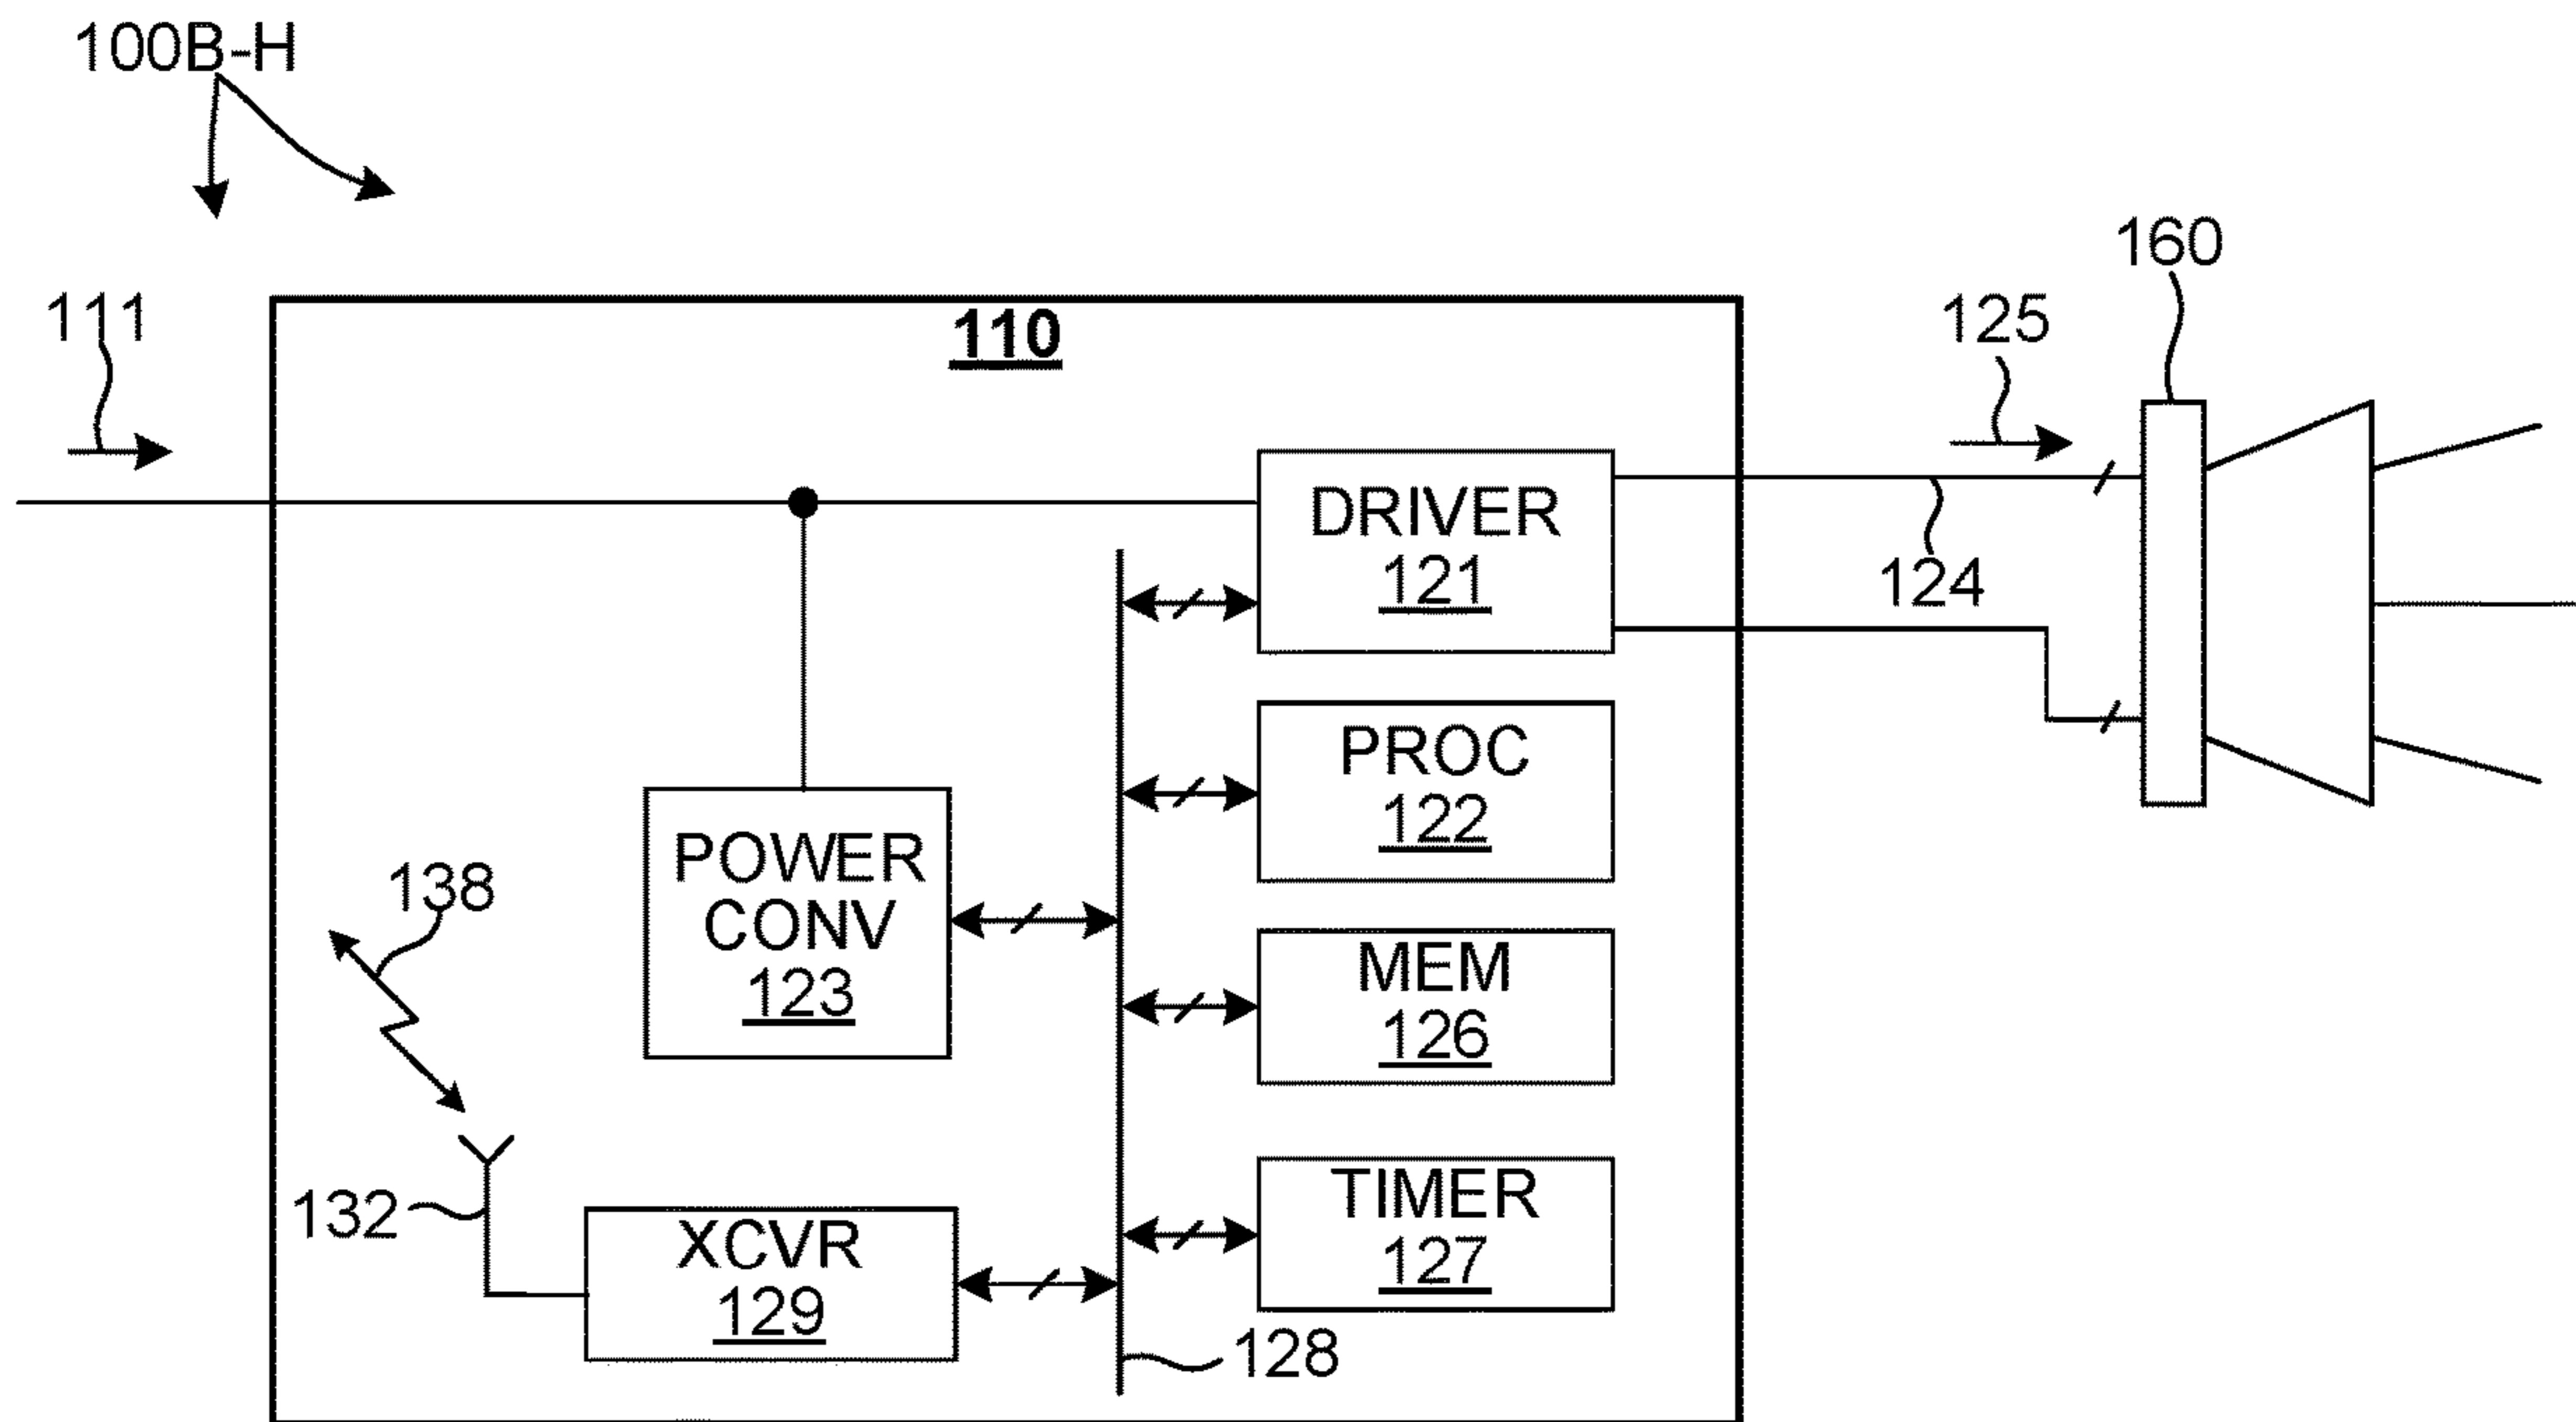 100B-H
160
111
110
125
DRIVER
121
124
PROC
122
POWER
CONV
123
138
MEM
126
132
XCVR
129
TIMER
127
128